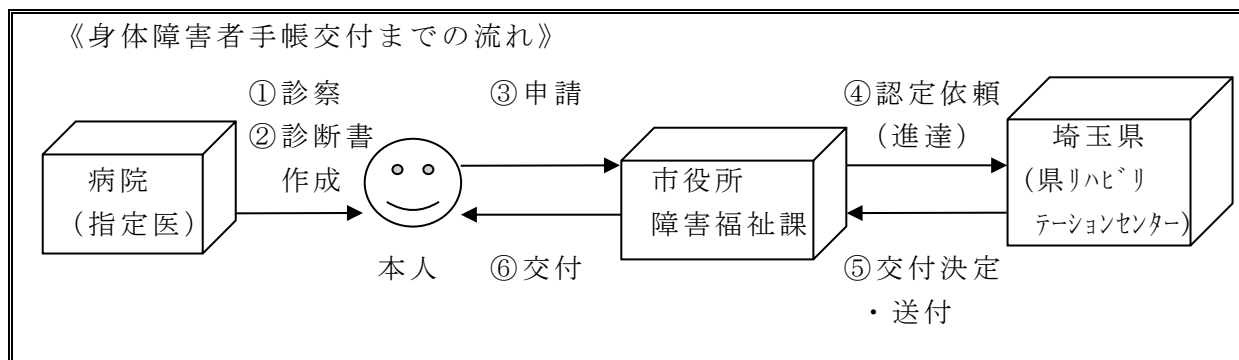 《身体障害者手帳交付までの流れ》
①診察
②診断書
作成
③申請
④認定依頼
(進達)
病院
(指定医)
本人
市役所
障害福祉課
埼玉県
(県ﾘﾊﾋﾞﾘ
ﾃｰｼｮﾝｾﾝﾀｰ)
⑥交付
⑤交付決定
・送付